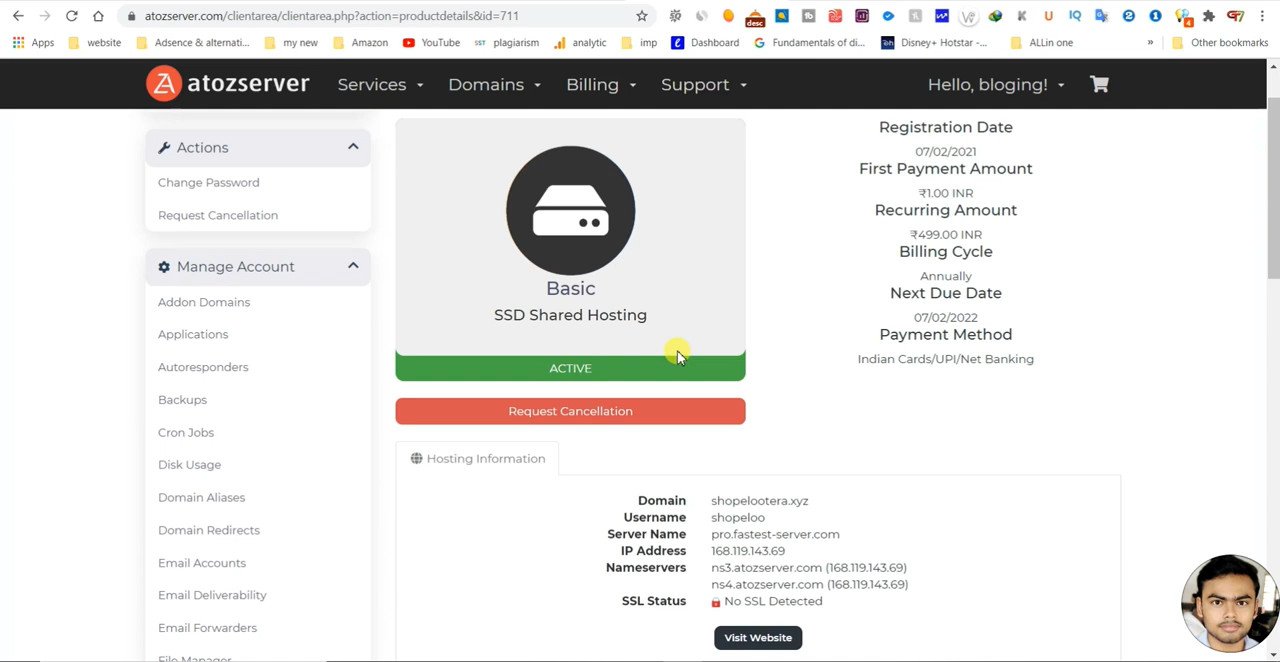 atozserver.com/clientarea/clientarea.php?action=productdetails&id=711
desc
4
Apps
website
Adsence & alternati...
my new
Amazon
YouTube
SST plagiarism
analytic
imp
Dashboard
Fundamentals of di...
Disney+ Hotstar -...
ALLin one
»
Other bookmarks
atozserver
Services
Domains
Billing
Support
Hello, bloging!
Actions
Change Password
Request Cancellation
Manage Account
Addon Domains
Applications
Autoresponders
Backups
Cron Jobs
Disk Usage
Domain Aliases
Domain Redirects
Email Accounts
Email Deliverability
Email Forwarders
File Manager
Basic
SSD Shared Hosting
ACTIVE
Request Cancellation
Registration Date
07/02/2021
First Payment Amount
₹1.00 INR
Recurring Amount
₹499.00 INR
Billing Cycle
Annually
Next Due Date
07/02/2022
Payment Method
Indian Cards/UPI/Net Banking
Hosting Information
Domain shopelootera.xyz
Username shopeloo
Server Name pro.fastest-server.com
IP Address 168.119.143.69
Nameservers ns3.atozserver.com (168.119.143.69)
ns4.atozserver.com (168.119.143.69)
SSL Status No SSL Detected
Visit Website